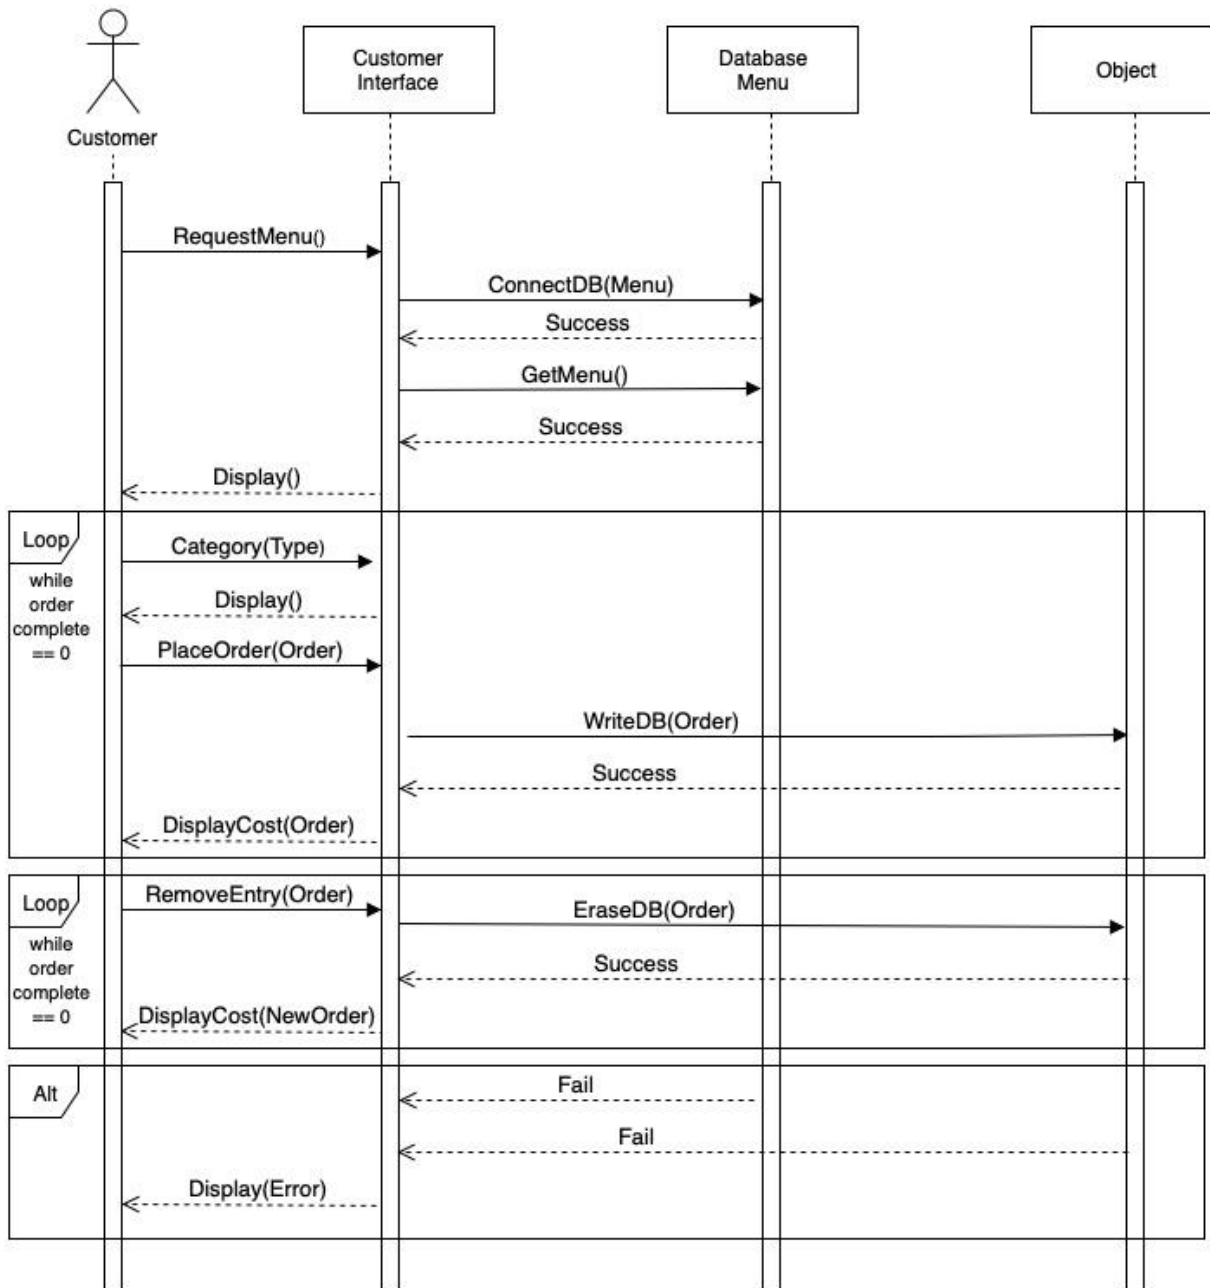 Customer
Interface
Database
Menu
Object
Customer
RequestMenu()
ConnectDB(Menu)
Success
GetMenu()
Success
Display()
Loop
while
order
complete
== 0
Category(Type)
Display()
PlaceOrder(Order)
WriteDB(Order)
Success
DisplayCost(Order)
Loop
while
order
complete
== 0
RemoveEntry(Order)
EraseDB(Order)
Success
DisplayCost(NewOrder)
Alt
Fail
Fail
Display(Error)